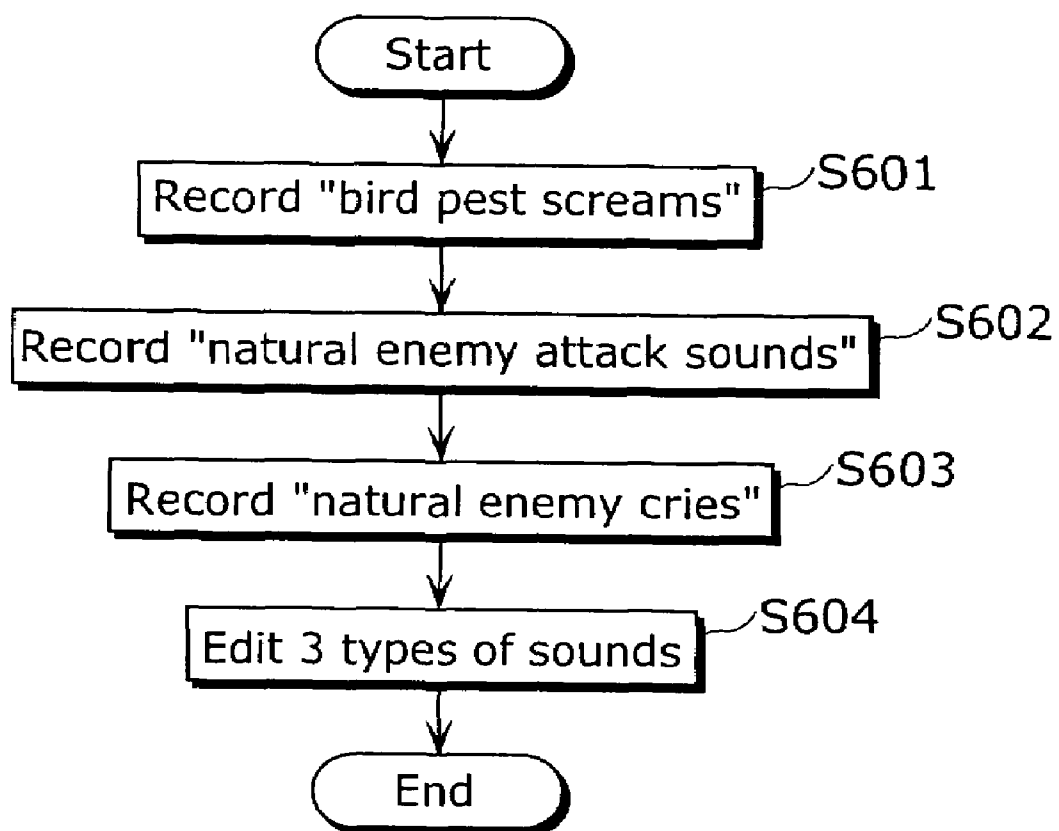 Start
Record "bird pest screams"
S601
Record "natural enemy attack sounds"
S602
Record "natural enemy cries"
S603
Edit 3 types of sounds
S604
End